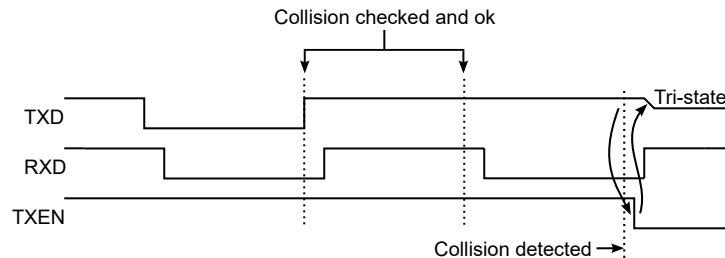 Collision checked and ok
Tri-state
TXD
RXD
TXEN
Collision detected